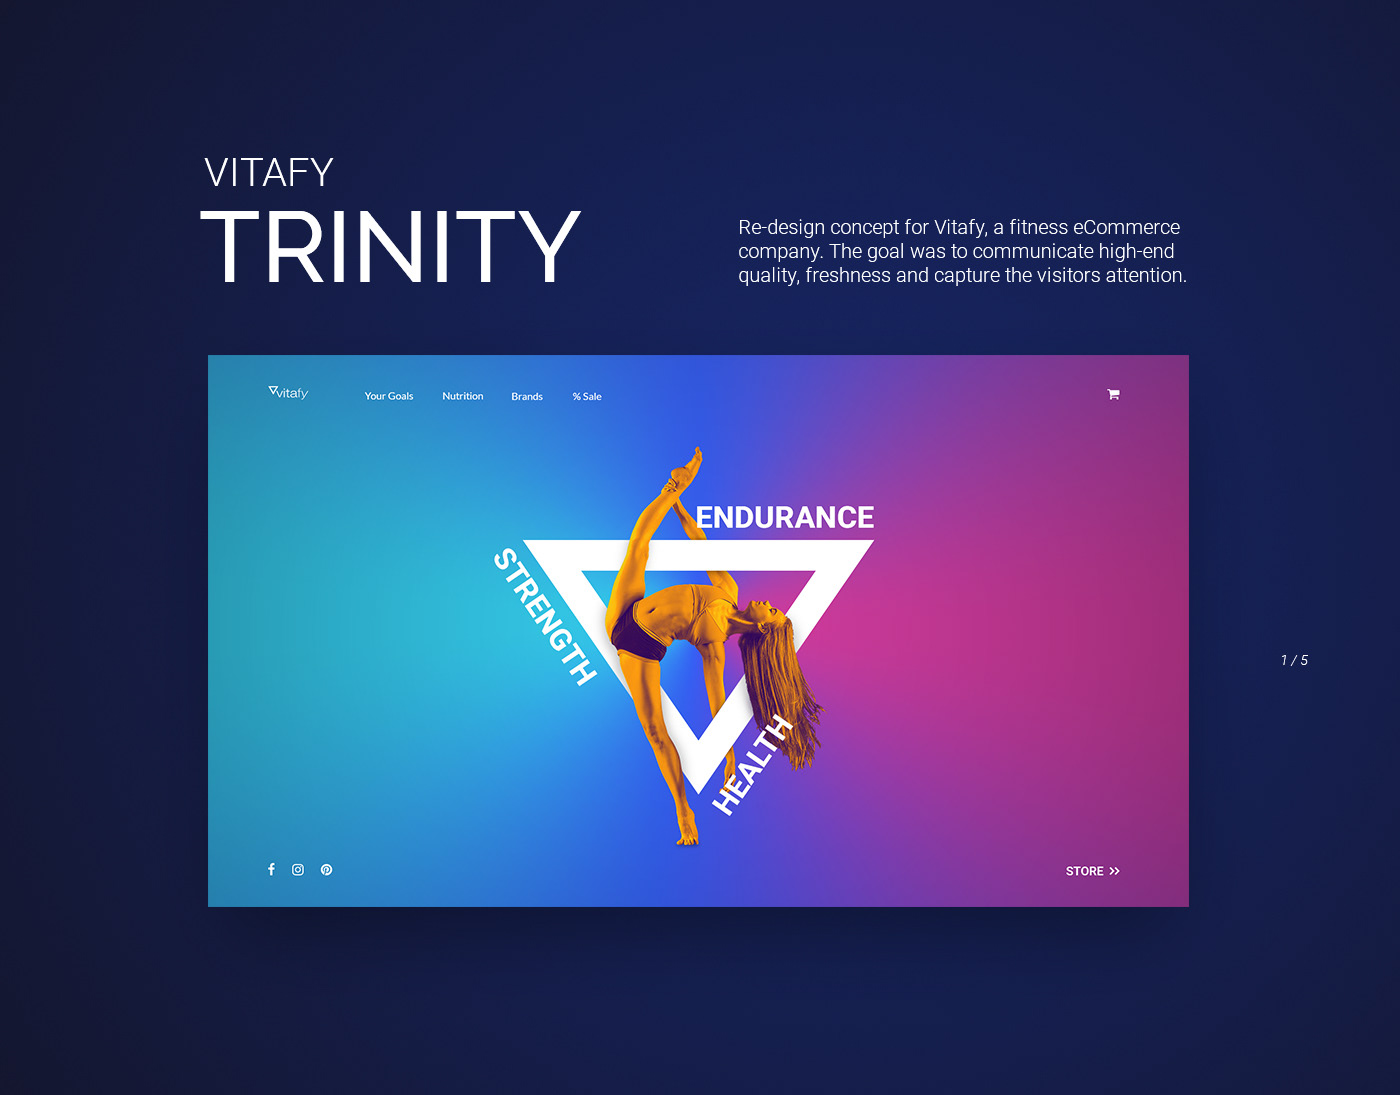 VITAFY
TRINITY
Re-design concept for Vitafy, a fitness eCommerce
company. The goal was to communicate high-end
quality, freshness and capture the visitors attention.
vitafy
Your Goals
Nutrition
Brands
% Sale
ENDURANCE
STRENGTH
HEALTH
1 / 5
STORE